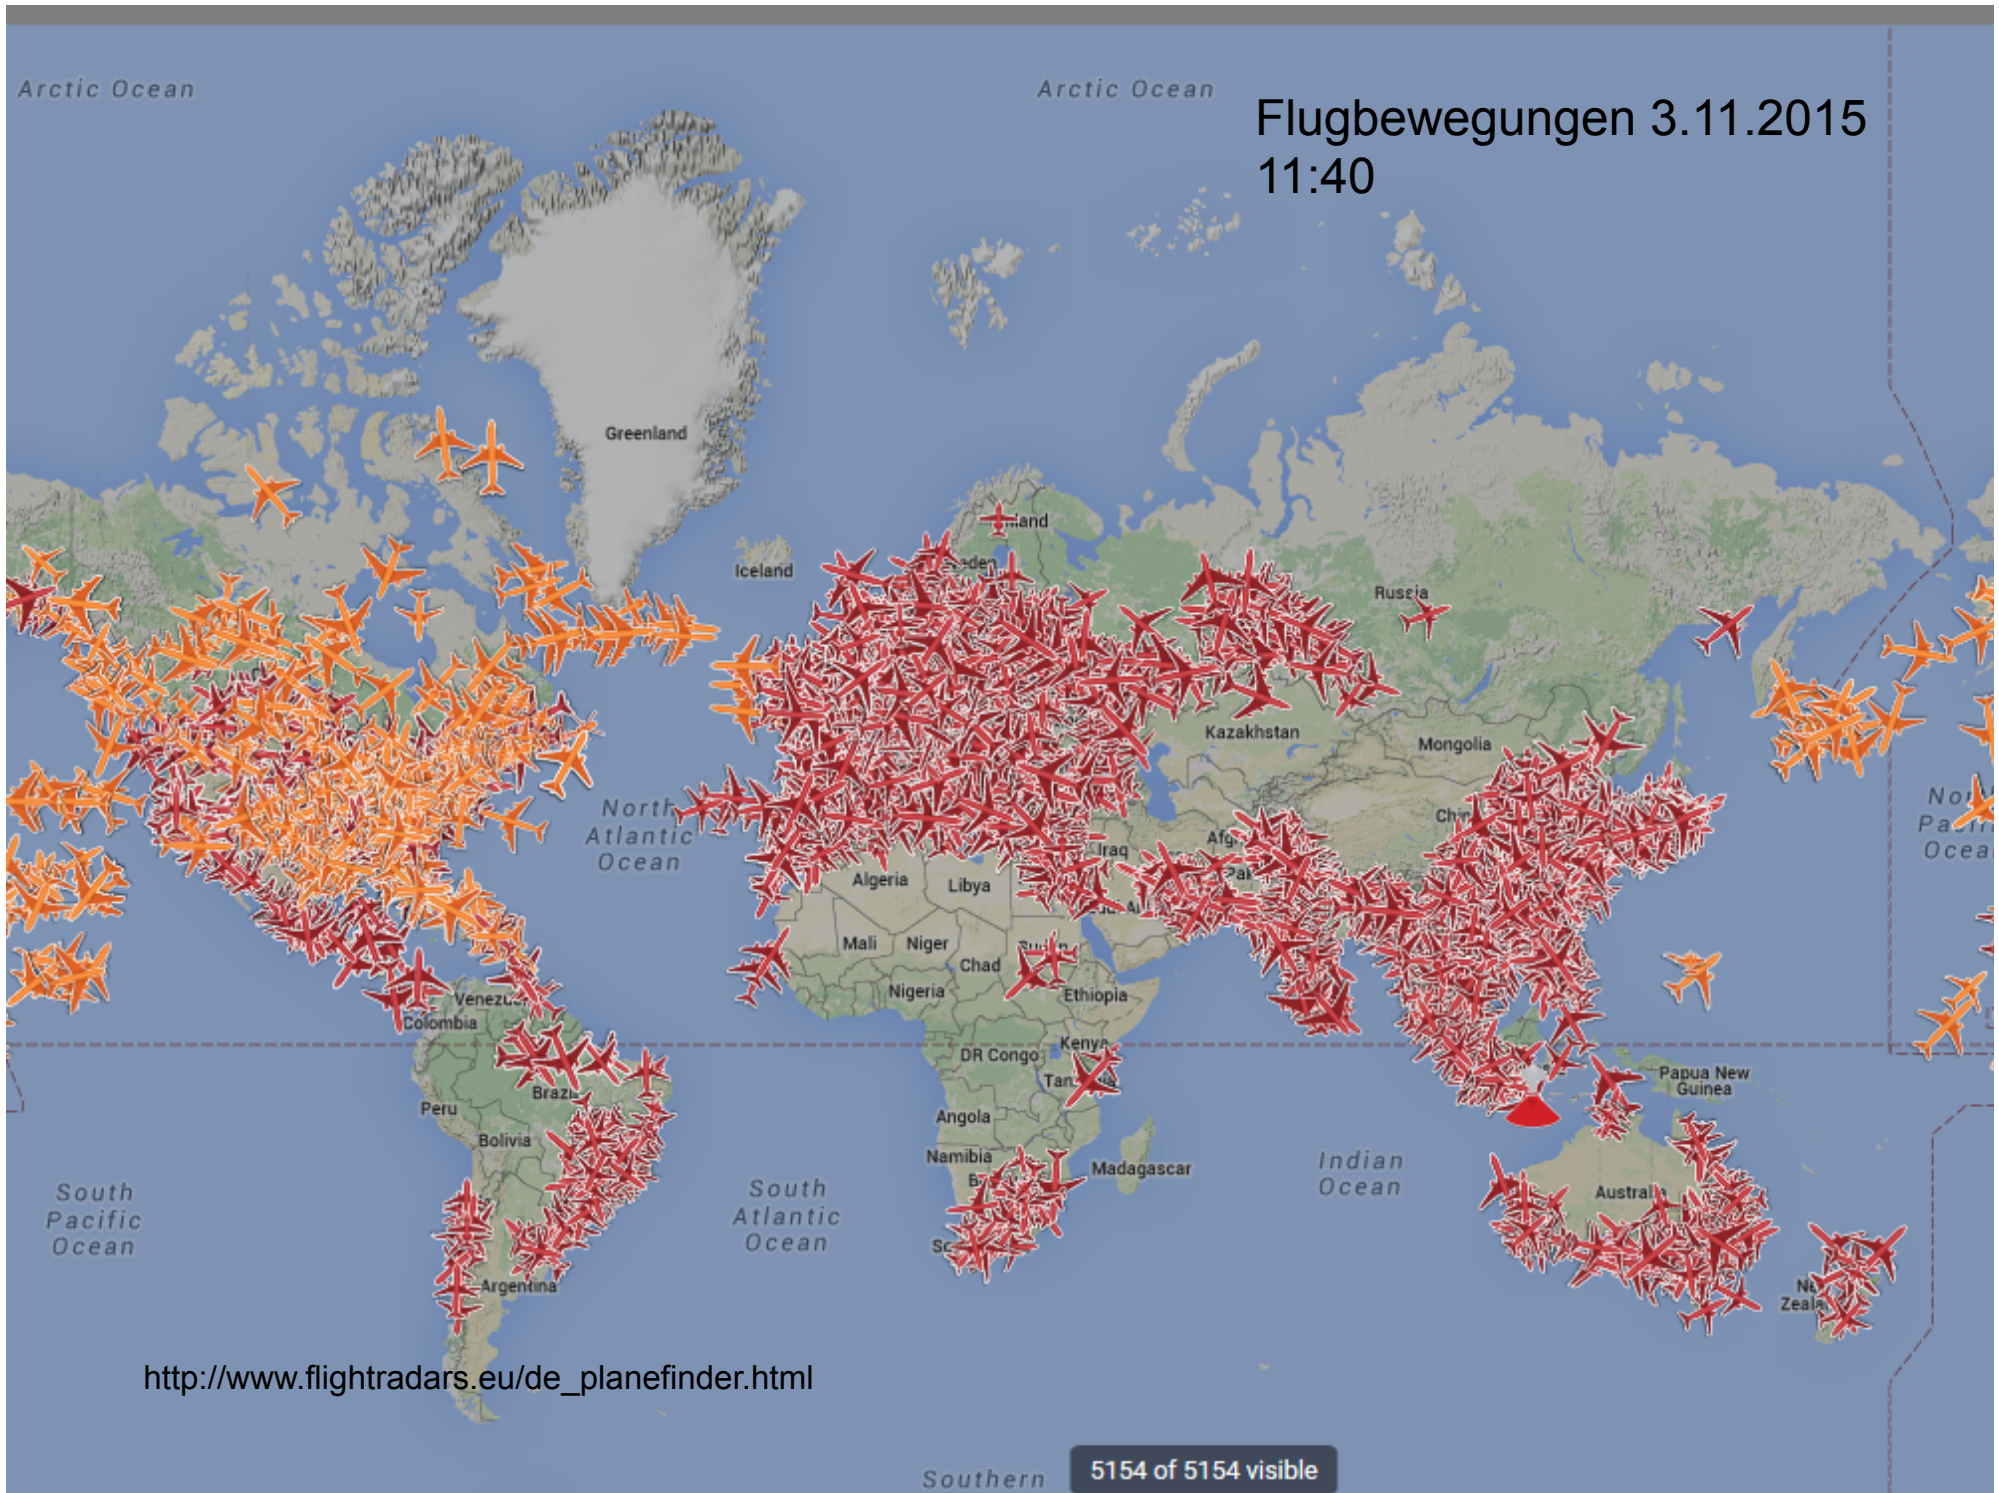 Arctic Ocean
Arctic Ocean
Flugbewegungen 3.11.2015
11:40
Greenland
Iceland
Russia
Kazakhstan
Mongolia
North
Atlantic
Ocean
Iraq
Algeria
Libya
Mali
Niger
Chad
Nigeria
Ethiopia
Colombia
Kenya
DR Congo
Peru
Angola
Papua New
Guinea
Bolivia
Namibia
Madagascar
Indian
Ocean
South
Pacific
Ocean
South
Atlantic
Ocean
Argentina
http://www.flightradars.eu/de_planefinder.html
5154 of 5154 visible
Southern